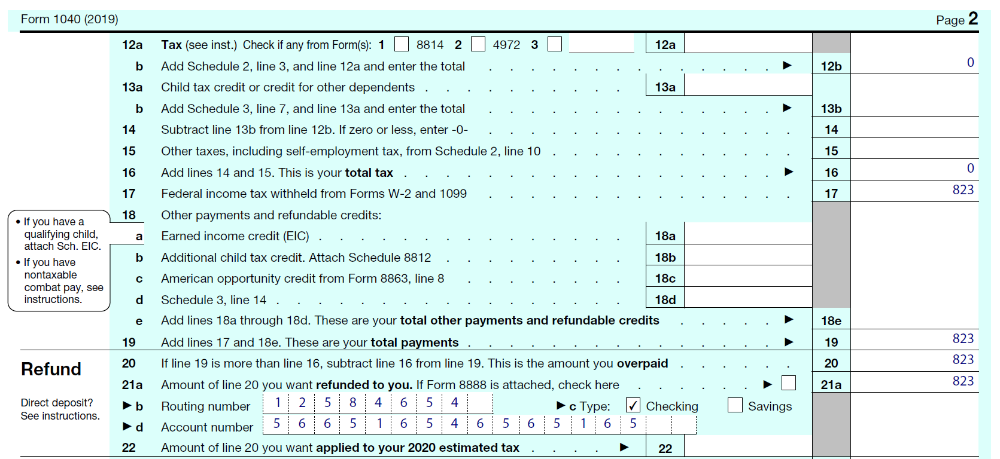 Form 1040 (2019) Page 2
12a Tax (see inst.) Check if any from Form(s): 1 8814 2 4972 3 12a
b Add Schedule 2, line 3, and line 12a and enter the total . . . . . . . . . . . . . . ▶ 12b 0
13a Child tax credit or credit for other dependents . . . . . . . . . . 13a
b Add Schedule 3, line 7, and line 13a and enter the total . . . . . . . . . . . . . . ▶ 13b
14 Subtract line 13b from line 12b. If zero or less, enter -0- . . . . . . . . . . . . . . . 14
15 Other taxes, including self-employment tax, from Schedule 2, line 10 . . . . . . . . . . . . 15
16 Add lines 14 and 15. This is your total tax . . . . . . . . . . . . . . . . . . ▶ 16 0
17 Federal income tax withheld from Forms W-2 and 1099 . . . . . . . . . . . . . . . 17 823
18 Other payments and refundable credits:
• If you have a qualifying child, attach Sch. EIC.
• If you have nontaxable combat pay, see instructions.
a Earned income credit (EIC) . . . . . . . . . . . . . . . 18a
b Additional child tax credit. Attach Schedule 8812 . . . . . . . . . 18b
c American opportunity credit from Form 8863, line 8 . . . . . . . . 18c
d Schedule 3, line 14 . . . . . . . . . . . . . . . . . 18d
e Add lines 18a through 18d. These are your total other payments and refundable credits . . . . . ▶ 18e
19 Add lines 17 and 18e. These are your total payments . . . . . . . . . . . . . . . ▶ 19 823
Refund
20 If line 19 is more than line 16, subtract line 16 from line 19. This is the amount you overpaid . . . . . . 20 823
21a Amount of line 20 you want refunded to you. If Form 8888 is attached, check here . . . . . . ▶ 21a 823
Direct deposit?
See instructions.
▶ b Routing number 1 2 5 8 4 6 5 4 ▶ c Type: ✓ Checking Savings
▶ d Account number 5 6 6 5 1 6 5 4 6 5 6 5 1 6 5
22 Amount of line 20 you want applied to your 2020 estimated tax . . . . ▶ 22